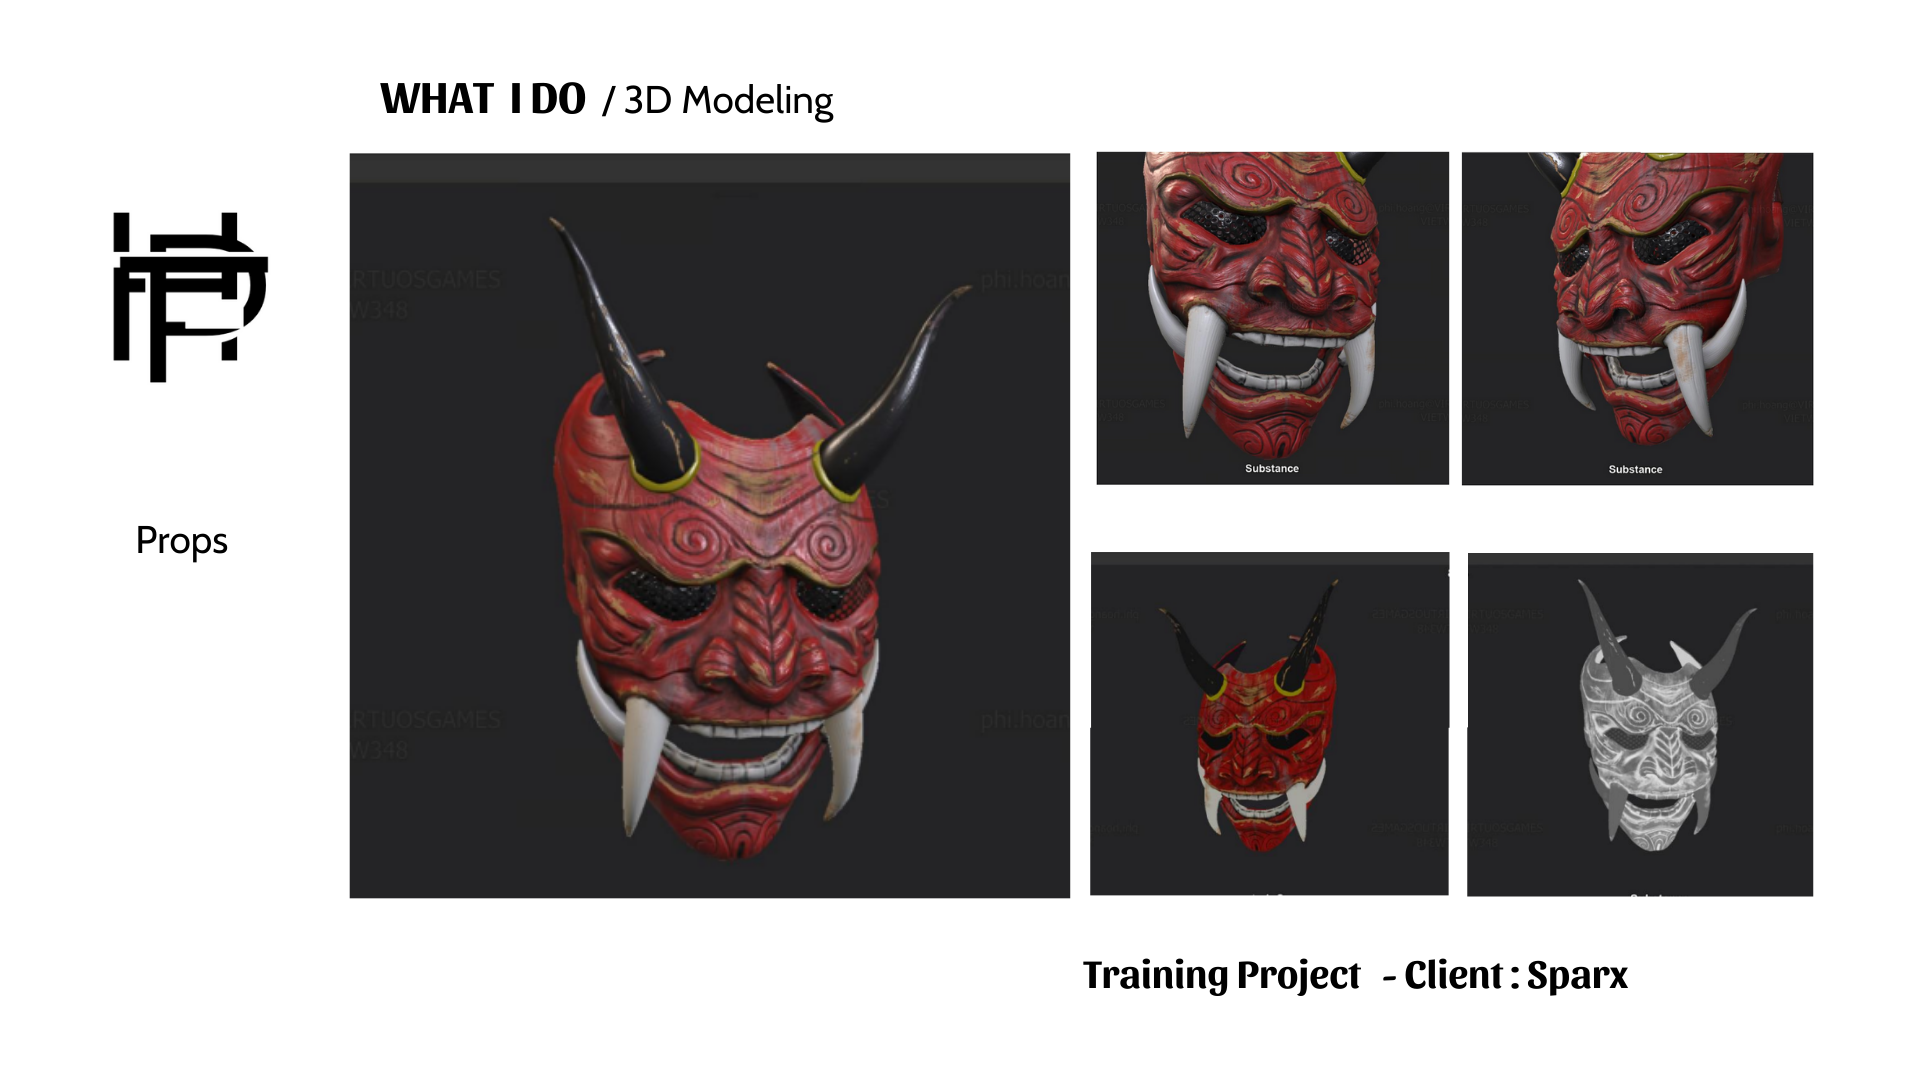 WHAT I DO / 3D Modeling
RTUOSGAMES
W348
phi.hoan
Props
RTUOSGAMES
W348
phi.hoan
Substance
Substance
Training Project - Client : Sparx